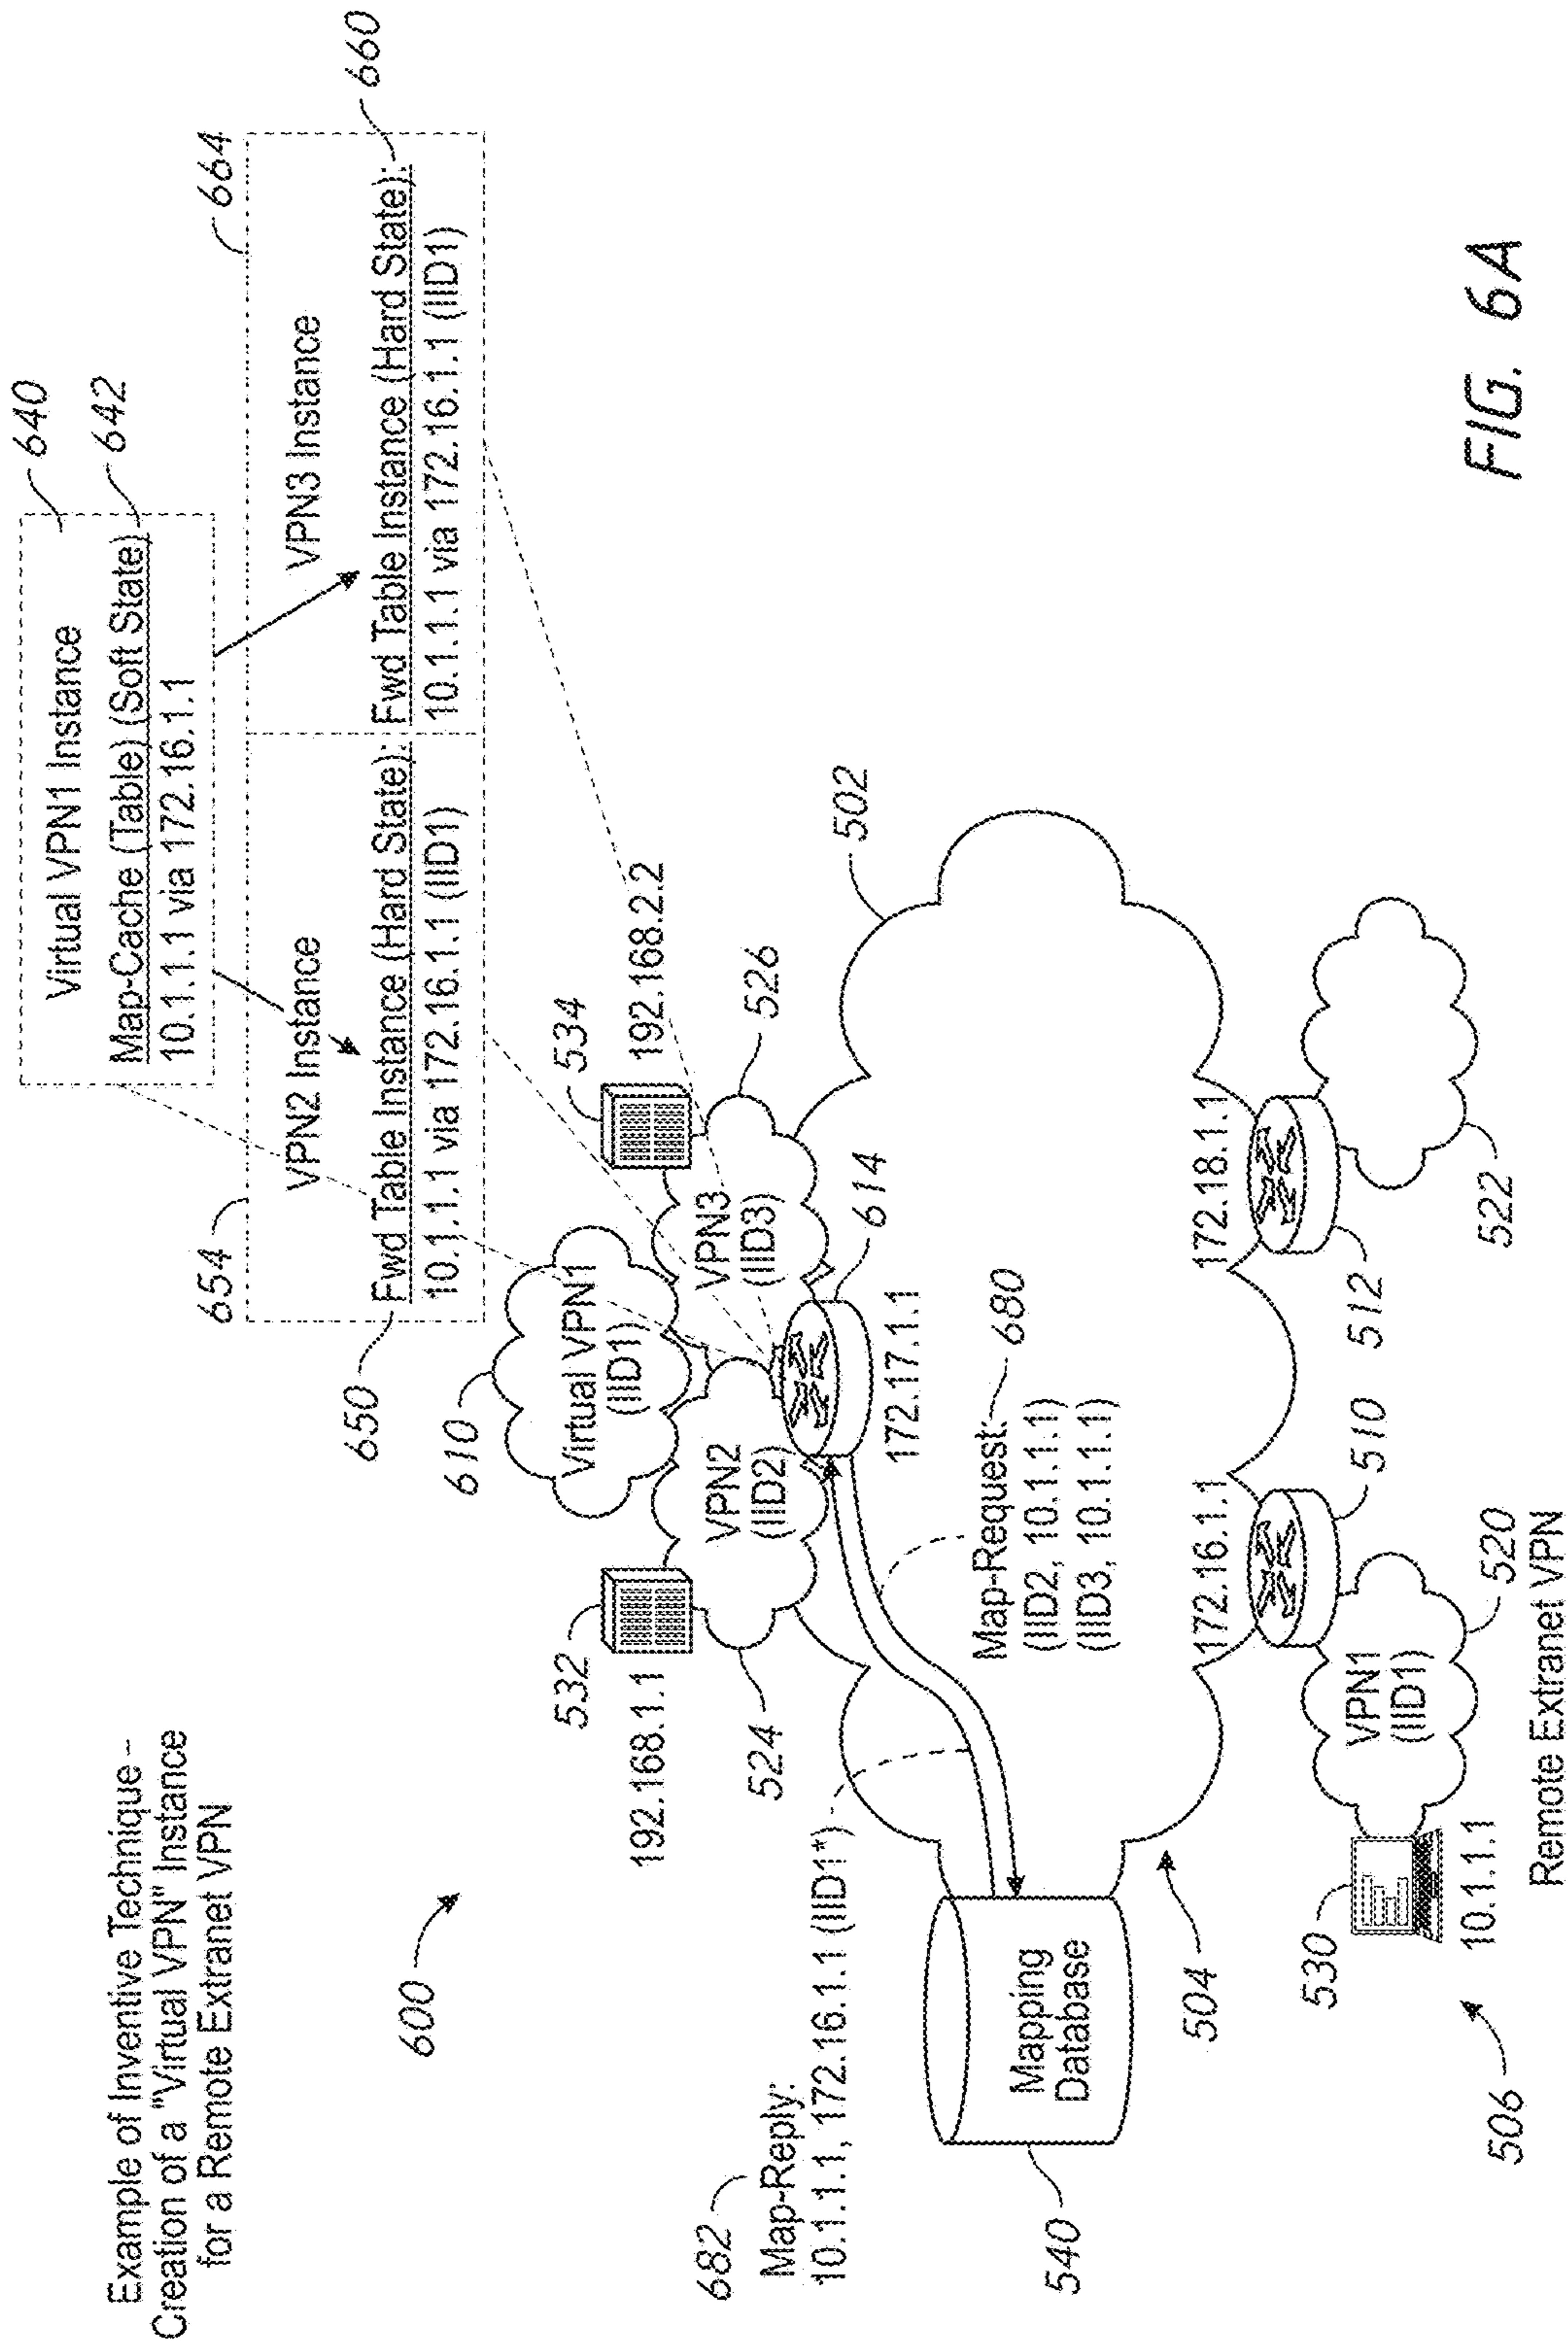 Example of Inventive Technique -
Creation of a "Virtual VPN" Instance
for a Remote Extranet VPN
600
640
Virtual VPN1 Instance
Map-Cache (Table) (Soft State)
642
10.1.1.1 via 172.16.1.1
654
664
VPN2 Instance
VPN3 Instance
650
Fwd Table Instance (Hard State):
Fwd Table Instance (Hard State):
660
10.1.1.1 via 172.16.1.1 (IID1)
10.1.1.1 via 172.16.1.1 (IID1)
610
Virtual VPN1
(IID1)
532
534
192.168.1.1
192.168.2.2
VPN2
(IID2)
VPN3
(IID3)
524
526
614
172.17.1.1
502
682
Map-Reply:
10.1.1.1, 172.16.1.1 (IID1*)
Map-Request:
680
(IID2, 10.1.1.1)
(IID3, 10.1.1.1)
Mapping
Database
540
504
172.16.1.1
172.18.1.1
510
512
530
VPN1
(IID1)
10.1.1.1
520
522
506
Remote Extranet VPN
FIG. 6A